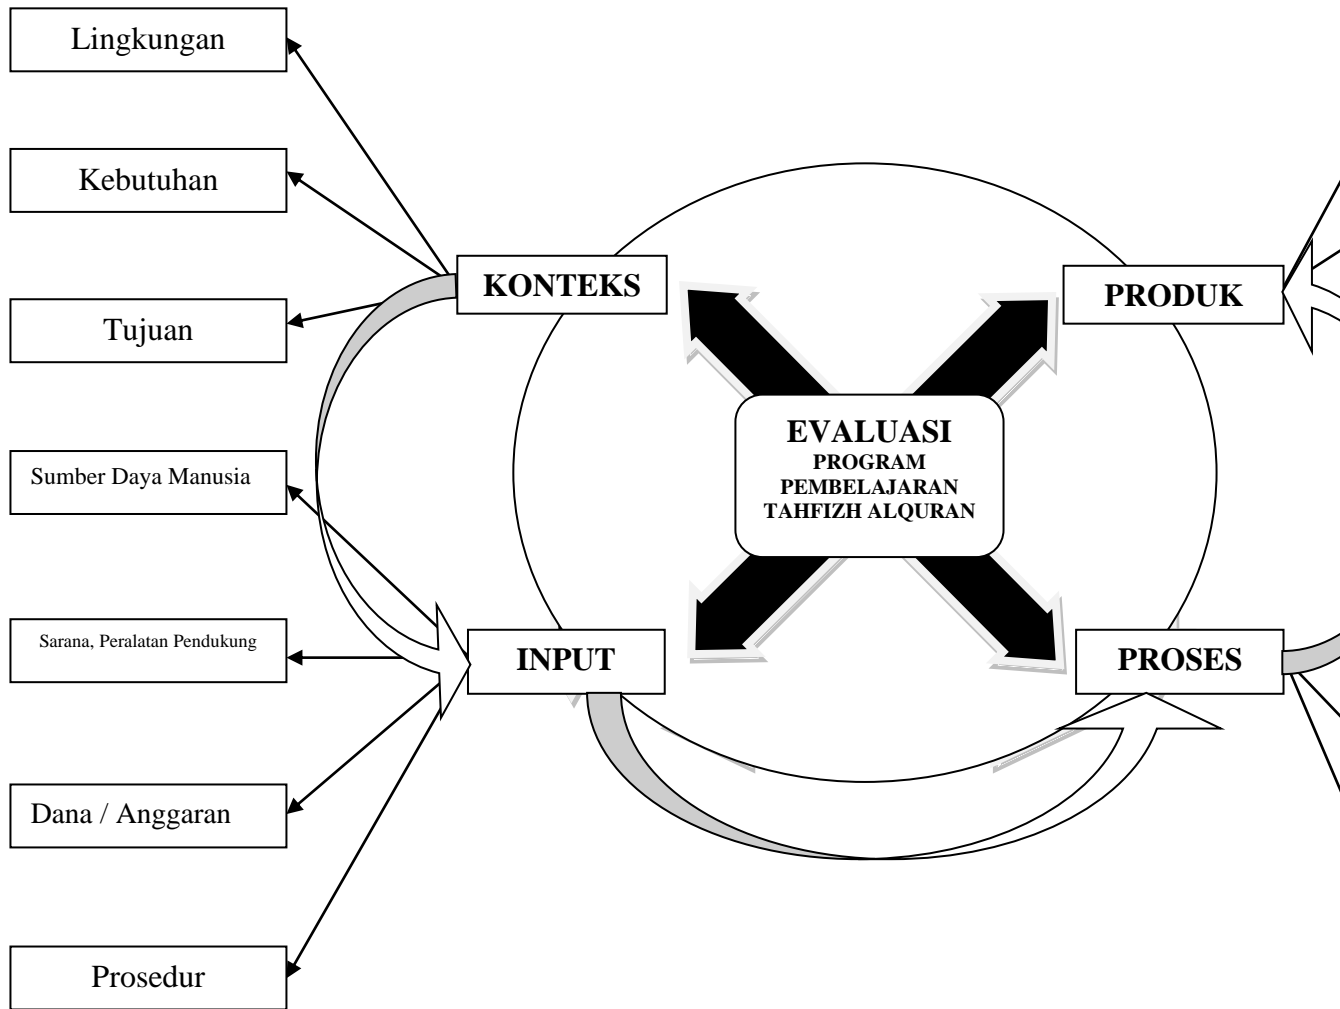 Lingkungan
Kebutuhan
Tujuan
Sumber Daya Manusia
Sarana, Peralatan Pendukung
Dana / Anggaran
Prosedur
KONTEKS
PRODUK
EVALUASI
PROGRAM
PEMBELAJARAN
TAHFIZH ALQURAN
INPUT
PROSES